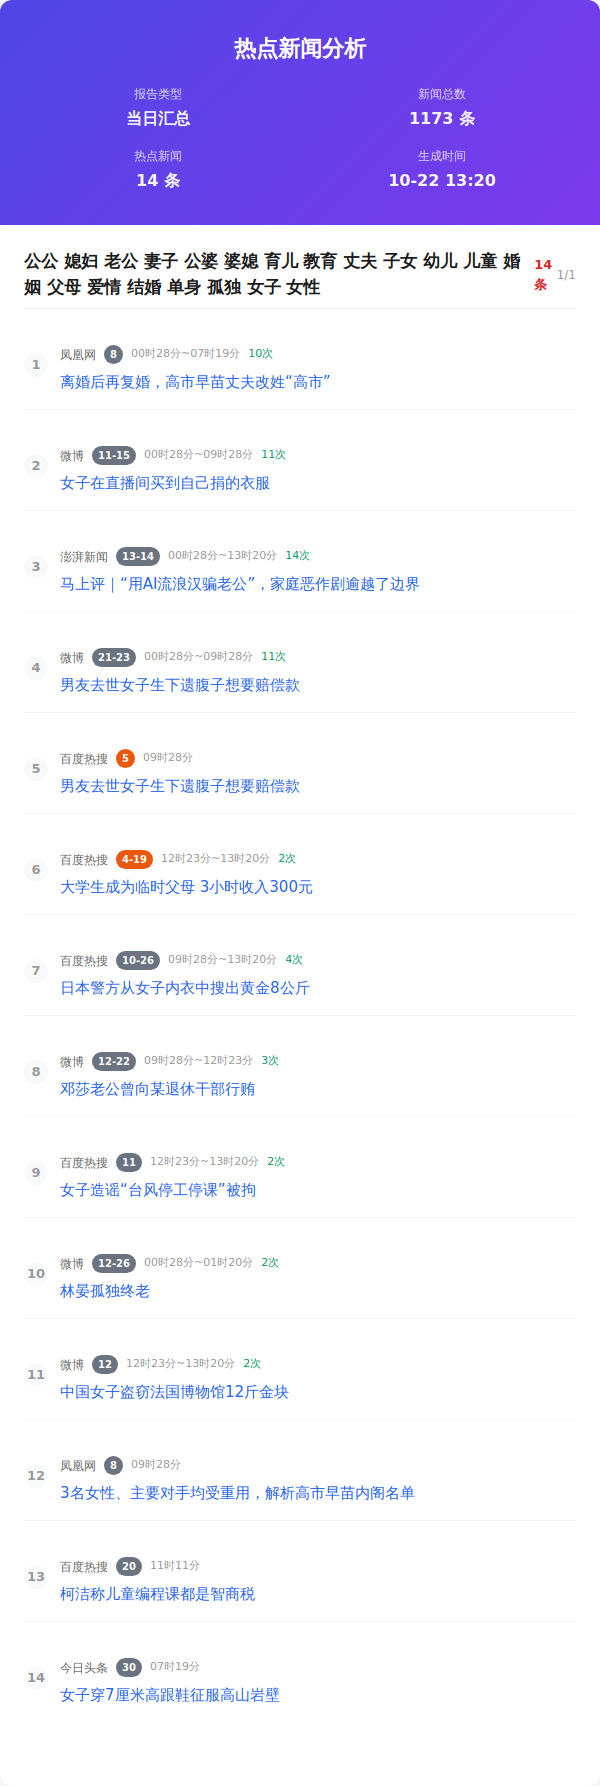 热点新闻分析
报告类型
新闻总数
当日汇总
1173 条
热点新闻
生成时间
14 条
10-22 13:20
公公 媳妇 老公 妻子 公婆 婆媳 育儿 教育 丈夫 子女 幼儿 儿童 婚
姻 父母 爱情 结婚 单身 孤独 女子 女性
14
条
1/1
1
凤凰网 8 00时28分~07时19分 10次
离婚后再复婚，高市早苗丈夫改姓“高市”
2
微博 11-15 00时28分~09时28分 11次
女子在直播间买到自己捐的衣服
3
澎湃新闻 13-14 00时28分~13时20分 14次
马上评｜“用AI流浪汉骗老公”，家庭恶作剧逾越了边界
4
微博 21-23 00时28分~09时28分 11次
男友去世女子生下遗腹子想要赔偿款
5
百度热搜 5 09时28分
男友去世女子生下遗腹子想要赔偿款
6
百度热搜 4-19 12时23分~13时20分 2次
大学生成为临时父母 3小时收入300元
7
百度热搜 10-26 09时28分~13时20分 4次
日本警方从女子内衣中搜出黄金8公斤
8
微博 12-22 09时28分~12时23分 3次
邓莎老公曾向某退休干部行贿
9
百度热搜 11 12时23分~13时20分 2次
女子造谣“台风停工停课”被拘
10
微博 12-26 00时28分~01时20分 2次
林晏孤独终老
11
微博 12 12时23分~13时20分 2次
中国女子盗窃法国博物馆12斤金块
12
凤凰网 8 09时28分
3名女性、主要对手均受重用，解析高市早苗内阁名单
13
百度热搜 20 11时11分
柯洁称儿童编程课都是智商税
14
今日头条 30 07时19分
女子穿7厘米高跟鞋征服高山岩壁